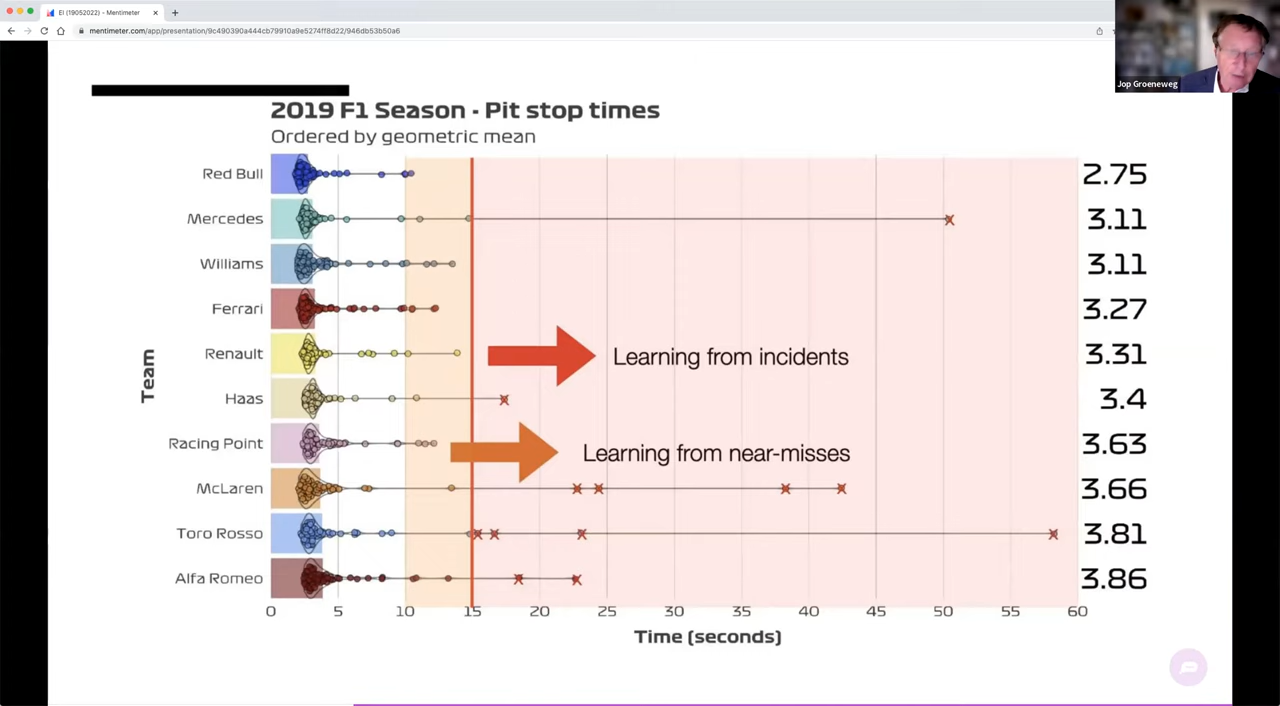 EI (19052022) - Mentimeter
mentimeter.com/app/presentation/9c490390a444cb79910a9e5274ff8d22/946db53b50a6
Jop Groeneweg
2019 F1 Season - Pit stop times
Ordered by geometric mean
Team
Red Bull 2.75
Mercedes 3.11
Williams 3.11
Ferrari 3.27
Renault 3.31
Learning from incidents
Haas 3.4
Racing Point 3.63
Learning from near-misses
McLaren 3.66
Toro Rosso 3.81
Alfa Romeo 3.86
0 5 10 15 20 25 30 35 40 45 50 55 60
Time (seconds)